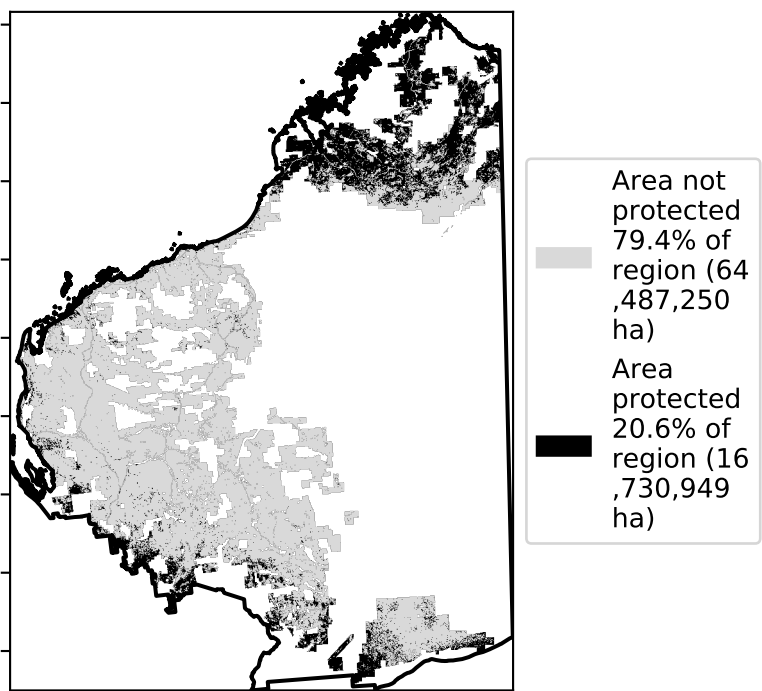 Area not
protected
79.4% of
region (64
,487,250
ha)
Area
protected
20.6% of
region (16
,730,949
ha)